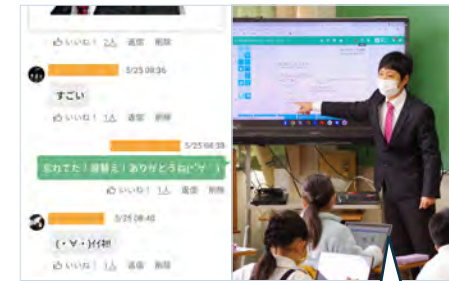 いいね! 2人 返信 削除
5/25 08:36
すごい
いいね! 1人 返信 削除
5/25 08:38
忘れてた!着替え!ありがとうね(*'∀'
いいね! 1人 返信 削除
5/25 08:40
(・∀・)イイネ!
いいね! 1人 返信 削除